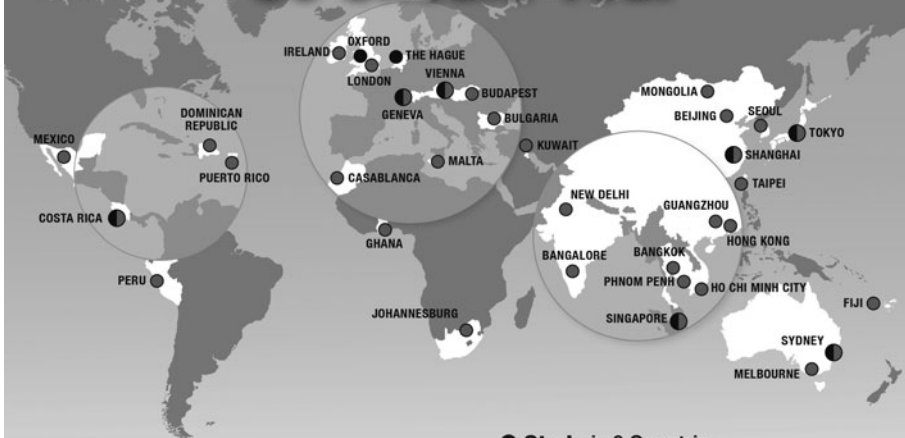 OXFORD
IRELAND
THE HAGUE
LONDON
VIENNA
BUDAPEST
GENEVA
BULGARIA
MONGOLIA
BEIJING
SEOUL
TOKYO
SHANGHAI
TAIPEI
DOMINICAN
REPUBLIC
MEXICO
PUERTO RICO
COSTA RICA
PERU
KUWAIT
MALTA
CASABLANCA
GHANA
JOHANNESBURG
NEW DELHI
GUANGZHOU
HONG KONG
BANGALORE
BANGKOK
PHNOM PENH
HO CHI MINH CITY
SINGAPORE
FIJI
SYDNEY
MELBOURNE